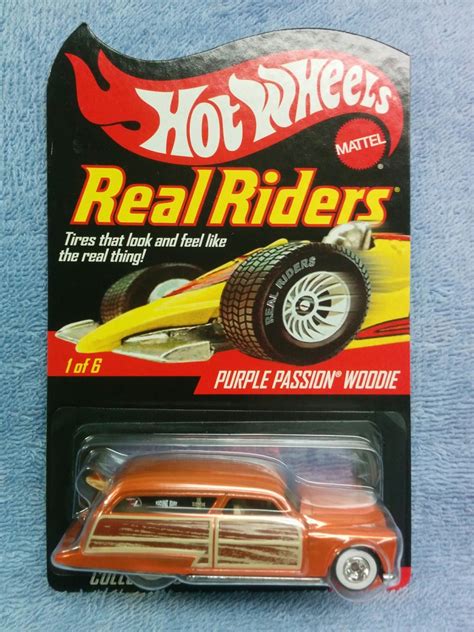 Hot Wheels
MATTEL
Real Riders®
Tires that look and feel like
the real thing!
REAL RIDERS
1 of 6
PURPLE PASSION® WOODIE